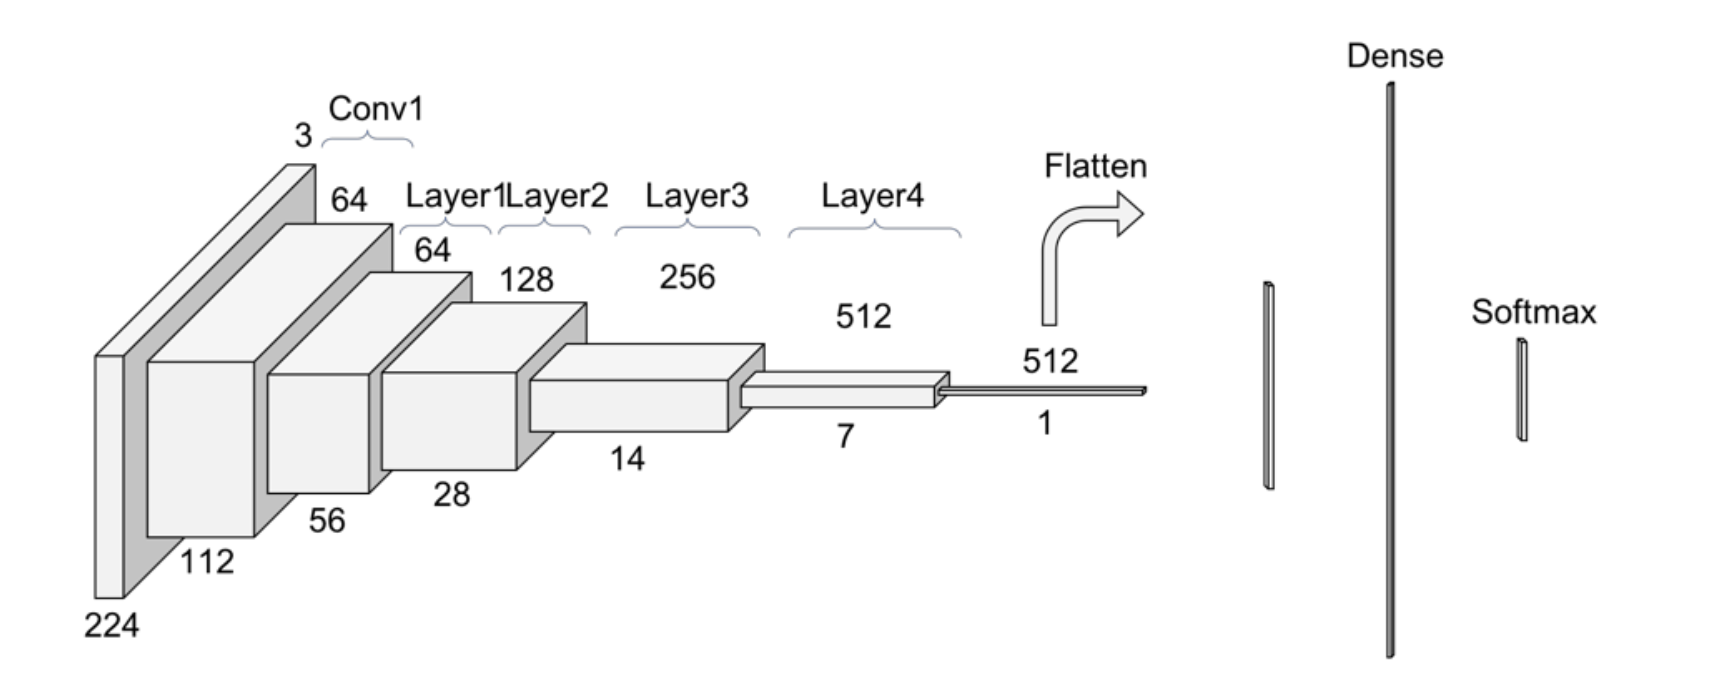 Dense
Conv1
3
Flatten
64
Layer1
Layer2
Layer3
Layer4
64
128
256
512
Softmax
512
1
7
14
28
56
112
224